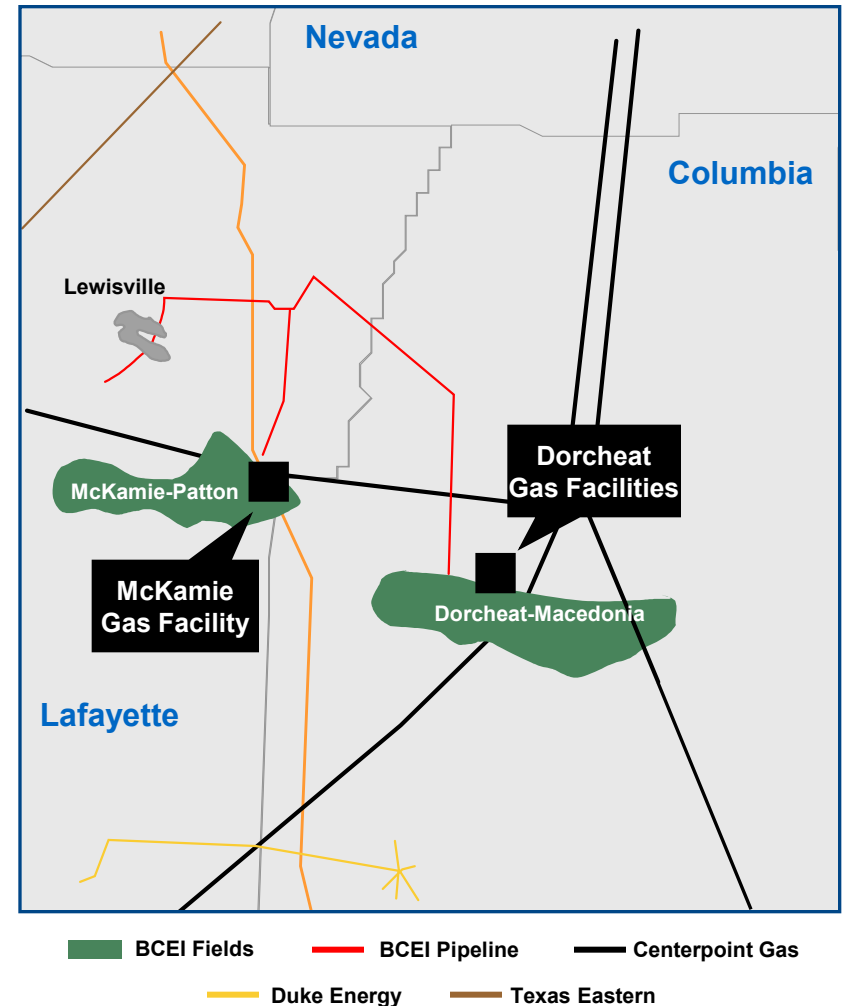 Nevada
Columbia
Lewisville
Dorcheat
Gas Facilities
McKamie-Patton
McKamie
Gas Facility
Dorcheat-Macedonia
Lafayette
BCEI Fields
BCEI Pipeline
Centerpoint Gas
Duke Energy
Texas Eastern